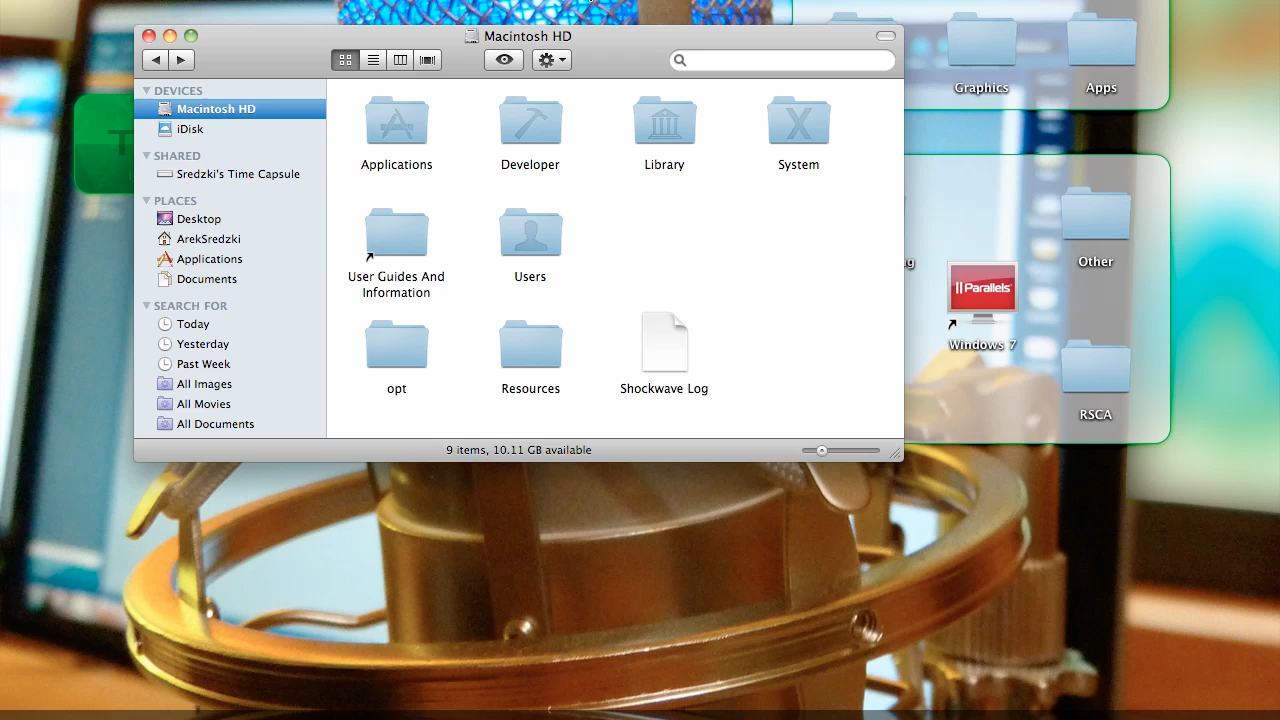 Macintosh HD
DEVICES
Macintosh HD
iDisk
SHARED
Sredzki's Time Capsule
PLACES
Desktop
ArekSredzki
Applications
Documents
SEARCH FOR
Today
Yesterday
Past Week
All Images
All Movies
All Documents
Applications
Developer
Library
System
User Guides And
Information
Users
opt
Resources
Shockwave Log
9 items, 10.11 GB available
Graphics
Apps
Other
Parallels
Windows 7
RSCA